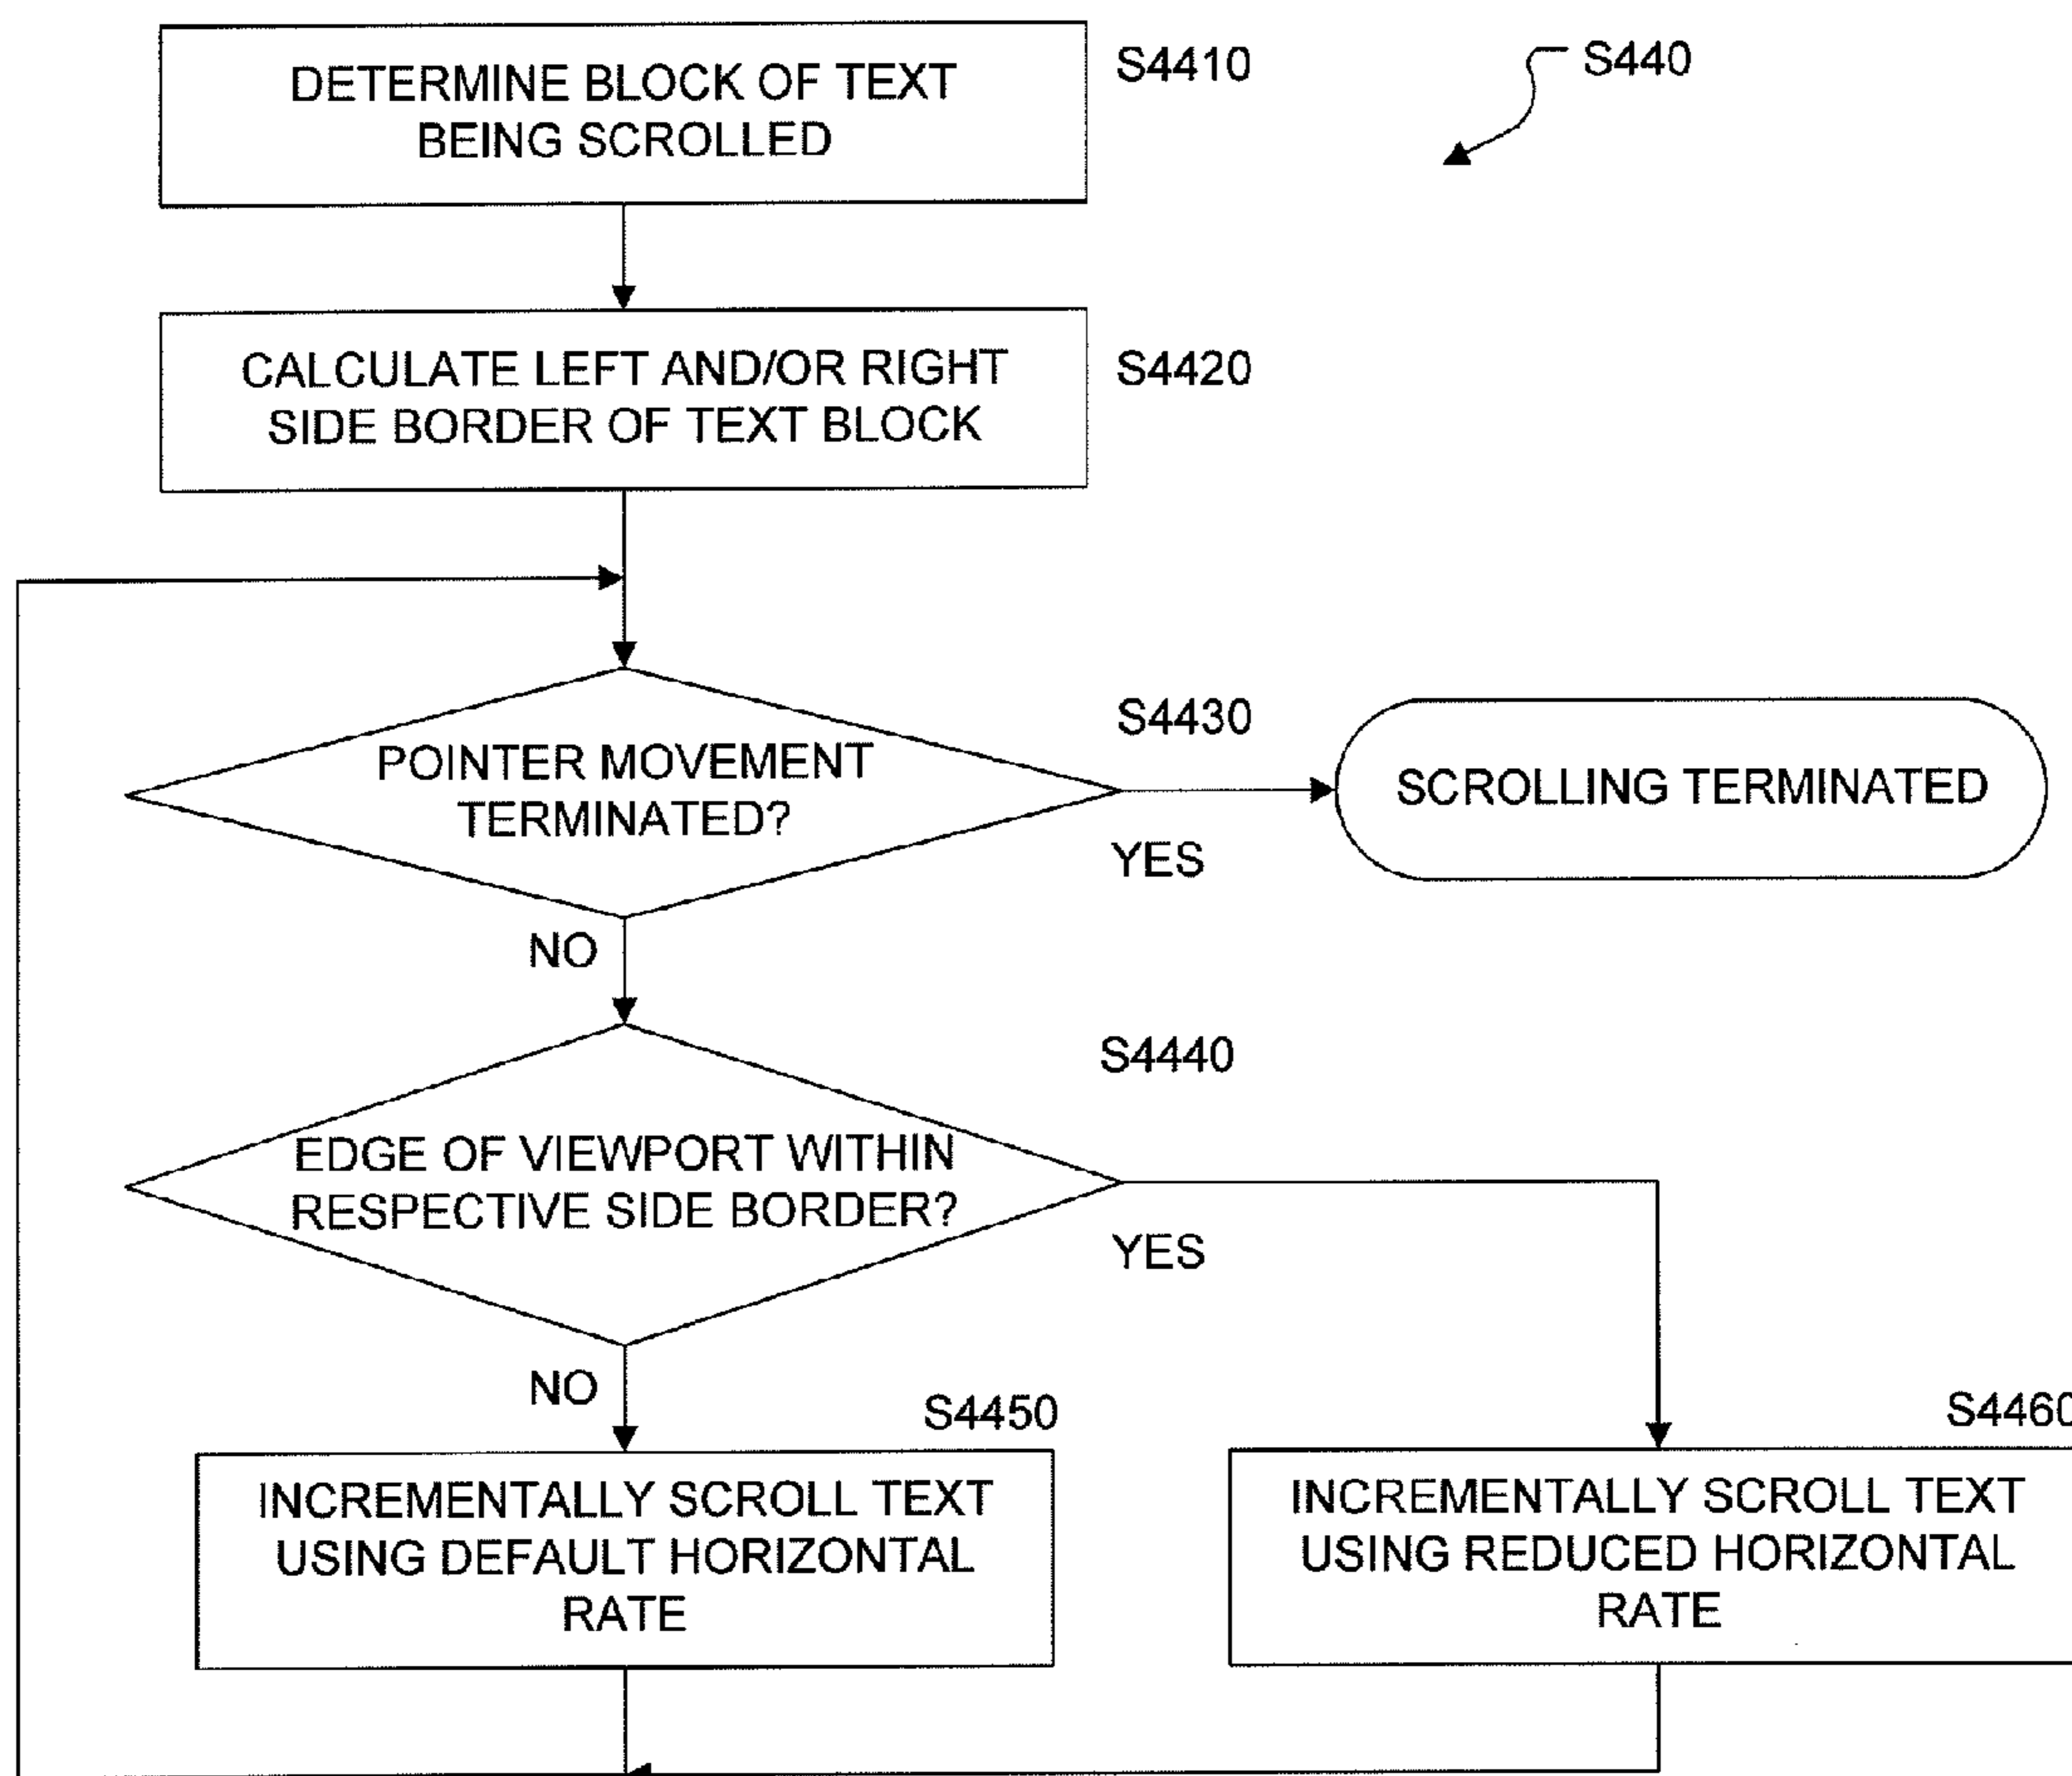 DETERMINE BLOCK OF TEXT
BEING SCROLLED
S4410
S440
CALCULATE LEFT AND/OR RIGHT
SIDE BORDER OF TEXT BLOCK
S4420
POINTER MOVEMENT
TERMINATED?
S4430
YES
SCROLLING TERMINATED
NO
EDGE OF VIEWPORT WITHIN
RESPECTIVE SIDE BORDER?
S4440
YES
NO
S4450
INCREMENTALLY SCROLL TEXT
USING DEFAULT HORIZONTAL
RATE
S4460
INCREMENTALLY SCROLL TEXT
USING REDUCED HORIZONTAL
RATE